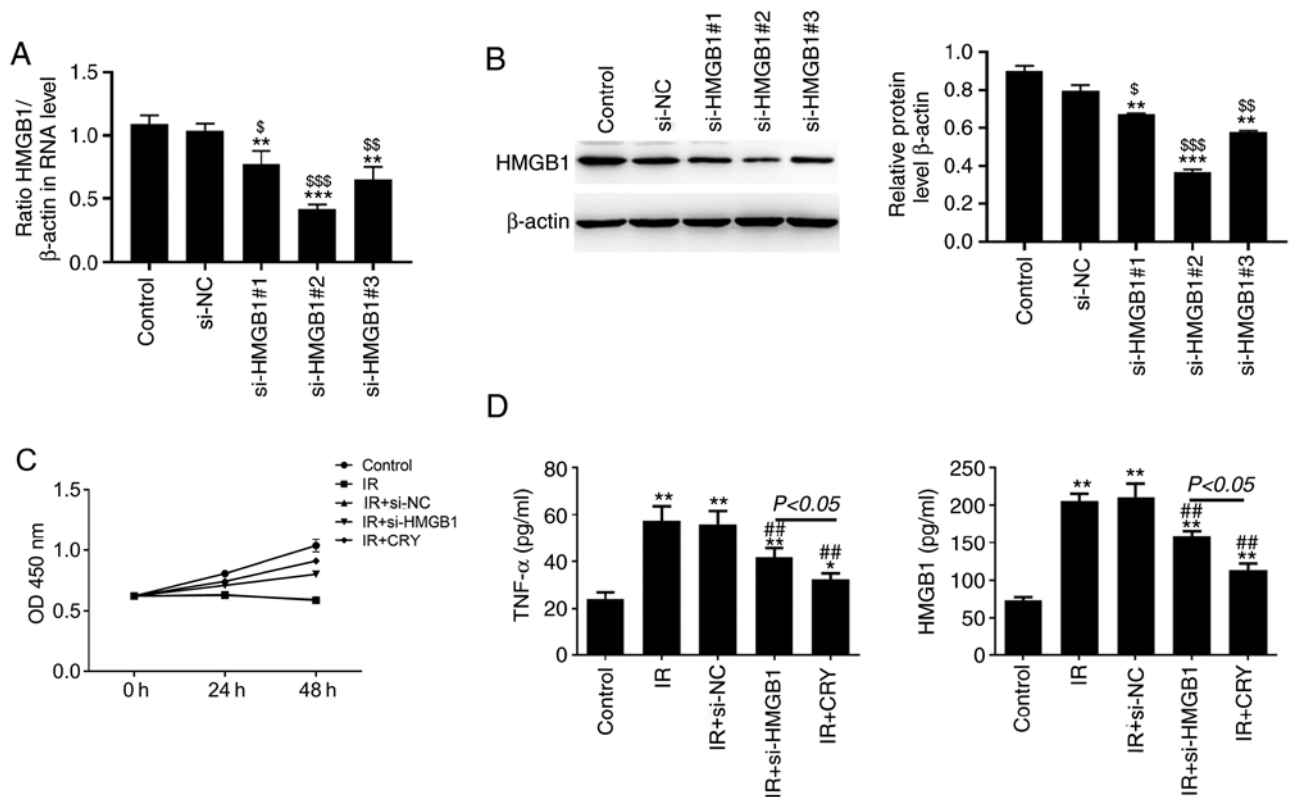 A
Ratio HMGB1/
β-actin in RNA level
1.5
1.0
0.5
0.0
$
**
$$$
***
$$
**
Control
si-NC
si-HMGB1#1
si-HMGB1#2
si-HMGB1#3
B
Control
si-NC
si-HMGB1#1
si-HMGB1#2
si-HMGB1#3
HMGB1
β-actin
Relative protein
level β-actin
1.0
0.8
0.6
0.4
0.2
0.0
$
**
$$$
***
$$
**
Control
si-NC
si-HMGB1#1
si-HMGB1#2
si-HMGB1#3
C
OD 450 nm
1.5
1.0
0.5
0.0
0 h
24 h
48 h
Control
IR
IR+si-NC
IR+si-HMGB1
IR+CRY
D
TNF-α (pg/ml)
80
60
40
20
0
**
**
P<0.05
##
**
##
*
Control
IR
IR+si-NC
IR+si-HMGB1
IR+CRY
HMGB1 (pg/ml)
250
200
150
100
50
0
**
**
P<0.05
##
**
##
**
Control
IR
IR+si-NC
IR+si-HMGB1
IR+CRY